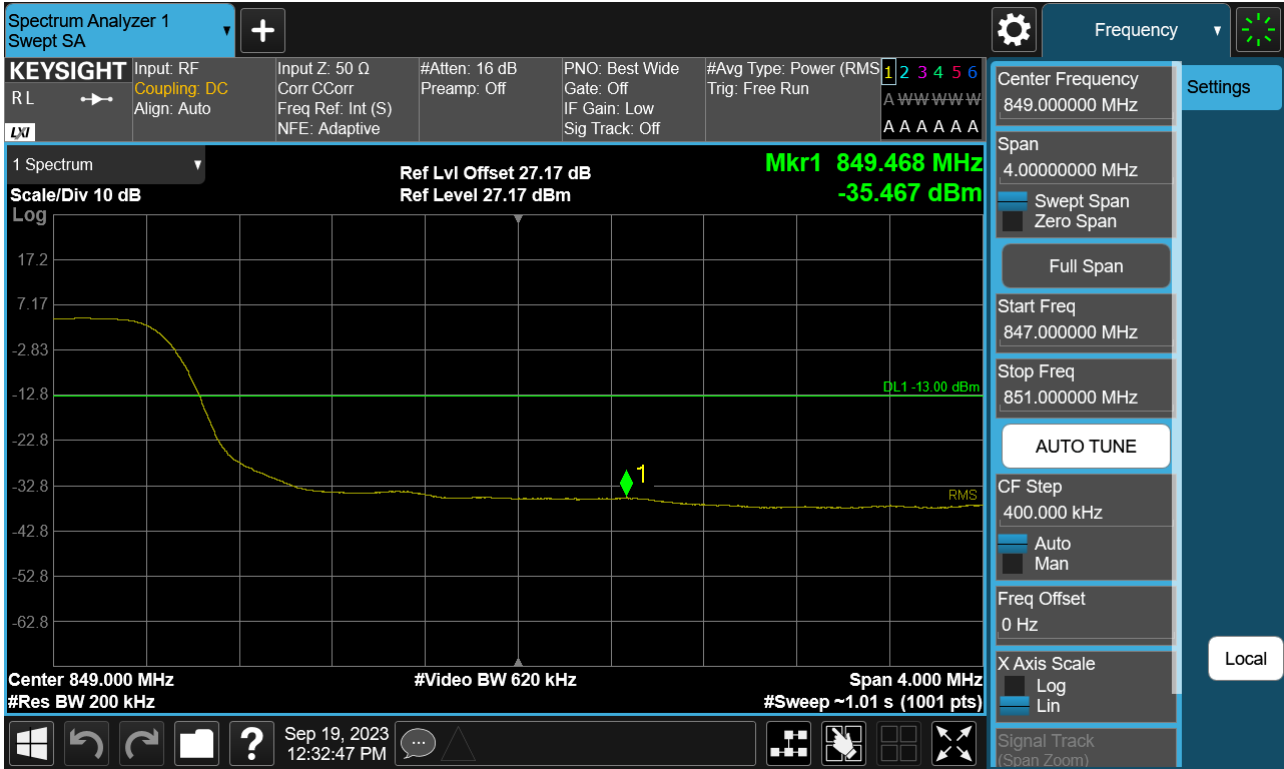 Spectrum Analyzer 1
Swept SA
Frequency
KEYSIGHT
R L
LXI
Input: RF
Coupling: DC
Align: Auto
Input Z: 50 Ω
Corr CCorr
Freq Ref: Int (S)
NFE: Adaptive
#Atten: 16 dB
Preamp: Off
PNO: Best Wide
Gate: Off
IF Gain: Low
Sig Track: Off
#Avg Type: Power (RMS
Trig: Free Run
1 2 3 4 5 6
A W W W W W
A A A A A A
1 Spectrum
Scale/Div 10 dB
Log
Ref Lvl Offset 27.17 dB
Ref Level 27.17 dBm
Mkr1 849.468 MHz
-35.467 dBm
17.2
7.17
-2.83
-12.8
-22.8
-32.8
-42.8
-52.8
-62.8
DL1 -13.00 dBm
1
RMS
Center 849.000 MHz
#Video BW 620 kHz
Span 4.000 MHz
#Res BW 200 kHz
#Sweep ~1.01 s (1001 pts)
Sep 19, 2023
12:32:47 PM
Center Frequency
849.000000 MHz
Span
4.00000000 MHz
Swept Span
Zero Span
Full Span
Start Freq
847.000000 MHz
Stop Freq
851.000000 MHz
AUTO TUNE
CF Step
400.000 kHz
Auto
Man
Freq Offset
0 Hz
X Axis Scale
Log
Lin
Signal Track
(Span Zoom)
Settings
Local